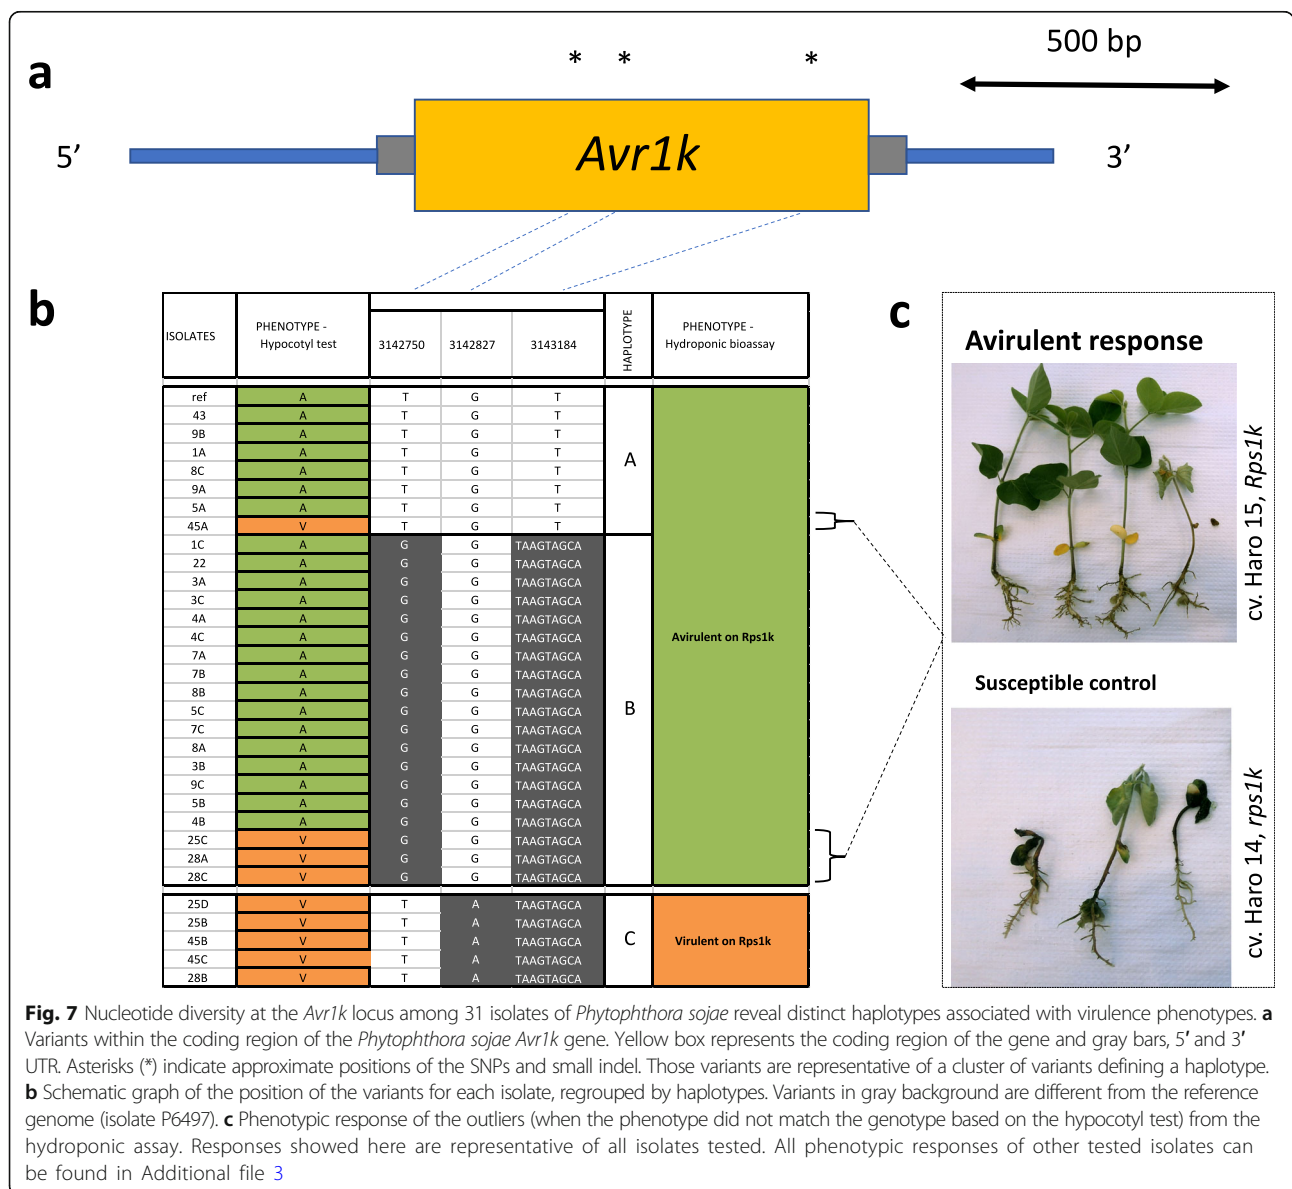 a
* * *
500 bp
5’
Avr1k
3’
b
ISOLATES
PHENOTYPE -
Hypocotyl test
3142750 3142827 3143184
HAPLOTYPE
PHENOTYPE -
Hydroponic bioassay
ref A T G T
43 A T G T
9B A T G T
1A A T G T
8C A T G T
9A A T G T
5A A T G T
45A V T G T
A
1C A G G TAAGTAGCA
22 A G G TAAGTAGCA
3A A G G TAAGTAGCA
3C A G G TAAGTAGCA
4A A G G TAAGTAGCA
4C A G G TAAGTAGCA
7A A G G TAAGTAGCA
7B A G G TAAGTAGCA
8B A G G TAAGTAGCA
5C A G G TAAGTAGCA
7C A G G TAAGTAGCA
8A A G G TAAGTAGCA
3B A G G TAAGTAGCA
9C A G G TAAGTAGCA
5B A G G TAAGTAGCA
4B A G G TAAGTAGCA
25C V G G TAAGTAGCA
28A V G G TAAGTAGCA
28C V G G TAAGTAGCA
B
Avirulent on Rps1k
25D V T A TAAGTAGCA
25B V T A TAAGTAGCA
45B V T A TAAGTAGCA
45C V T A TAAGTAGCA
28B V T A TAAGTAGCA
C
Virulent on Rps1k
c
Avirulent response
cv. Haro 15, Rps1k
Susceptible control
cv. Haro 14, rps1k
Fig. 7 Nucleotide diversity at the Avr1k locus among 31 isolates of Phytophthora sojae reveal distinct haplotypes associated with virulence phenotypes. a
Variants within the coding region of the Phytophthora sojae Avr1k gene. Yellow box represents the coding region of the gene and gray bars, 5′ and 3′
UTR. Asterisks (*) indicate approximate positions of the SNPs and small indel. Those variants are representative of a cluster of variants defining a haplotype.
b Schematic graph of the position of the variants for each isolate, regrouped by haplotypes. Variants in gray background are different from the reference
genome (isolate P6497). c Phenotypic response of the outliers (when the phenotype did not match the genotype based on the hypocotyl test) from the
hydroponic assay. Responses showed here are representative of all isolates tested. All phenotypic responses of other tested isolates can
be found in Additional file 3